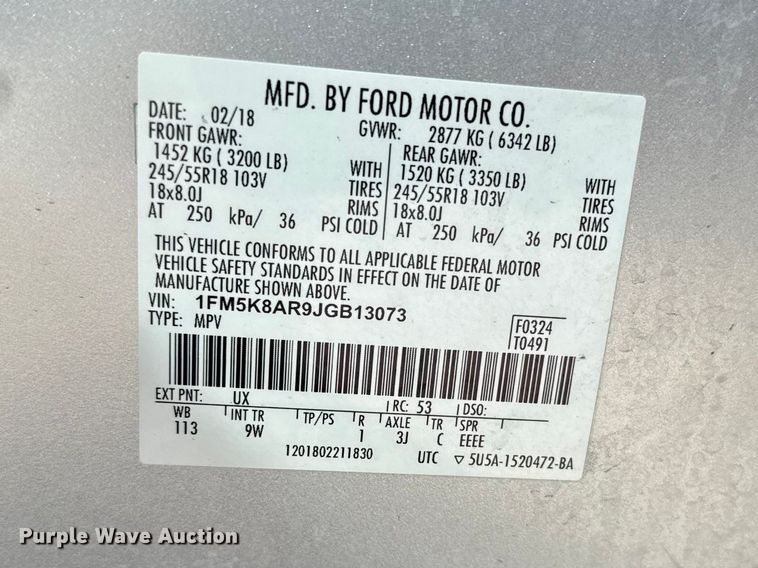 MFD. BY FORD MOTOR CO.
DATE: 02/18 GVWR: 2877 KG ( 6342 LB)
FRONT GAWR: REAR GAWR:
1452 KG ( 3200 LB) WITH 1520 KG ( 3350 LB) WITH
245/55R18 103V TIRES 245/55R18 103V TIRES
18x8.0J RIMS 18x8.0J RIMS
AT 250 kPa/ 36 PSI COLD AT 250 kPa/ 36 PSI COLD
THIS VEHICLE CONFORMS TO ALL APPLICABLE FEDERAL MOTOR
VEHICLE SAFETY STANDARDS IN EFFECT ON THE DATE OF
MANUFACTURE SHOWN ABOVE.
VIN: 1FM5K8AR9JGB13073
TYPE: MPV F0324
T0491
EXT PNT: UX RC: 53 DSO:
WB INT TR TP/PS R AXLE TR SPR
113 9W 1 3J C EEEE
1201802211830 UTC ▽ 5U5A-1520472-BA
Purple Wave Auction